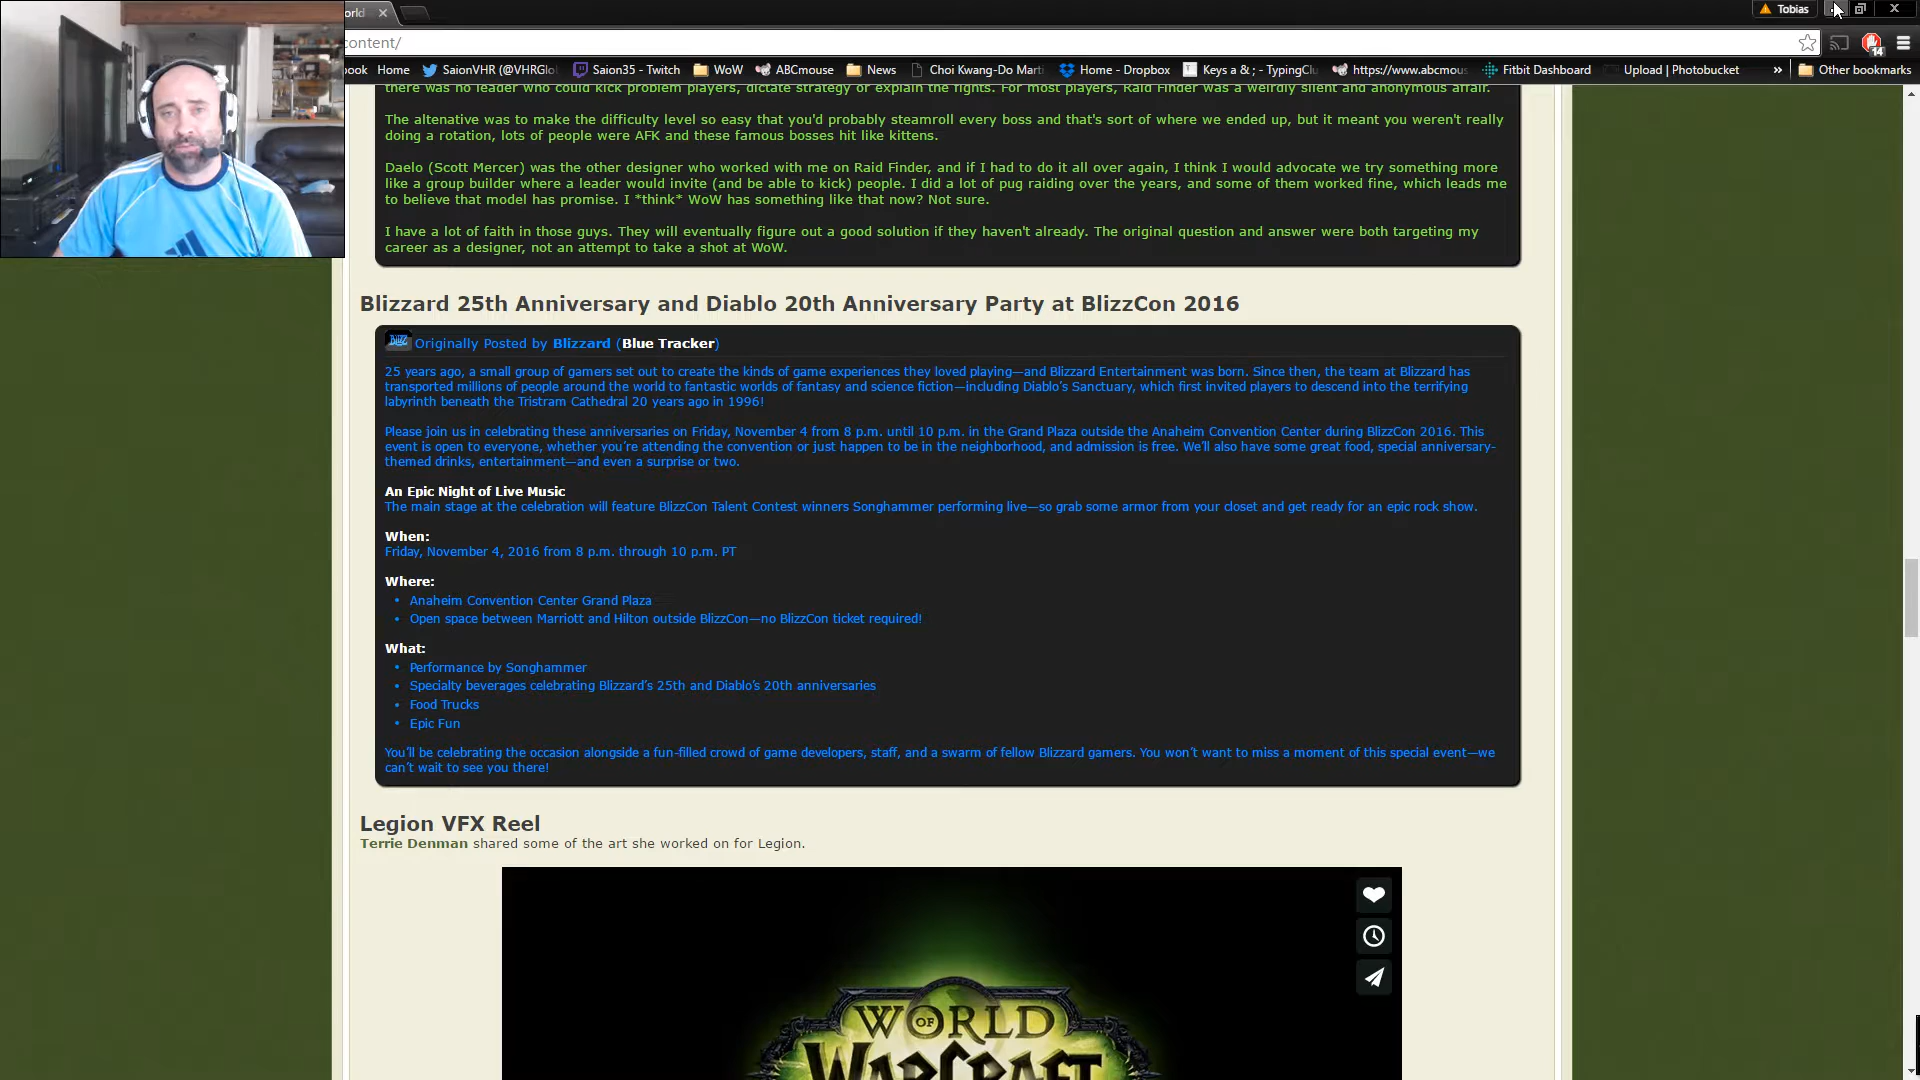 orld
Tobias
content/
14
book Home SaionVHR (@VHRGlo Saion35 - Twitch WoW ABCmouse News Choi Kwang-Do Marti Home - Dropbox Keys a & ; - TypingClu https://www.abcmous Fitbit Dashboard Upload | Photobucket » Other bookmarks
there was no leader who could kick problem players, dictate strategy or explain the fights. For most players, Raid Finder was a weirdly silent and anonymous affair.
The altenative was to make the difficulty level so easy that you'd probably steamroll every boss and that's sort of where we ended up, but it meant you weren't really
doing a rotation, lots of people were AFK and these famous bosses hit like kittens.
Daelo (Scott Mercer) was the other designer who worked with me on Raid Finder, and if I had to do it all over again, I think I would advocate we try something more
like a group builder where a leader would invite (and be able to kick) people. I did a lot of pug raiding over the years, and some of them worked fine, which leads me
to believe that model has promise. I *think* WoW has something like that now? Not sure.
I have a lot of faith in those guys. They will eventually figure out a good solution if they haven't already. The original question and answer were both targeting my
career as a designer, not an attempt to take a shot at WoW.
Blizzard 25th Anniversary and Diablo 20th Anniversary Party at BlizzCon 2016
Originally Posted by Blizzard (Blue Tracker)
25 years ago, a small group of gamers set out to create the kinds of game experiences they loved playing—and Blizzard Entertainment was born. Since then, the team at Blizzard has
transported millions of people around the world to fantastic worlds of fantasy and science fiction—including Diablo's Sanctuary, which first invited players to descend into the terrifying
labyrinth beneath the Tristram Cathedral 20 years ago in 1996!
Please join us in celebrating these anniversaries on Friday, November 4 from 8 p.m. until 10 p.m. in the Grand Plaza outside the Anaheim Convention Center during BlizzCon 2016. This
event is open to everyone, whether you're attending the convention or just happen to be in the neighborhood, and admission is free. We'll also have some great food, special anniversary-
themed drinks, entertainment—and even a surprise or two.
An Epic Night of Live Music
The main stage at the celebration will feature BlizzCon Talent Contest winners Songhammer performing live—so grab some armor from your closet and get ready for an epic rock show.
When:
Friday, November 4, 2016 from 8 p.m. through 10 p.m. PT
Where:
• Anaheim Convention Center Grand Plaza
• Open space between Marriott and Hilton outside BlizzCon—no BlizzCon ticket required!
What:
• Performance by Songhammer
• Specialty beverages celebrating Blizzard's 25th and Diablo's 20th anniversaries
• Food Trucks
• Epic Fun
You'll be celebrating the occasion alongside a fun-filled crowd of game developers, staff, and a swarm of fellow Blizzard gamers. You won't want to miss a moment of this special event—we
can't wait to see you there!
Legion VFX Reel
Terrie Denman shared some of the art she worked on for Legion.
WORLD
OF
WARCRAFT